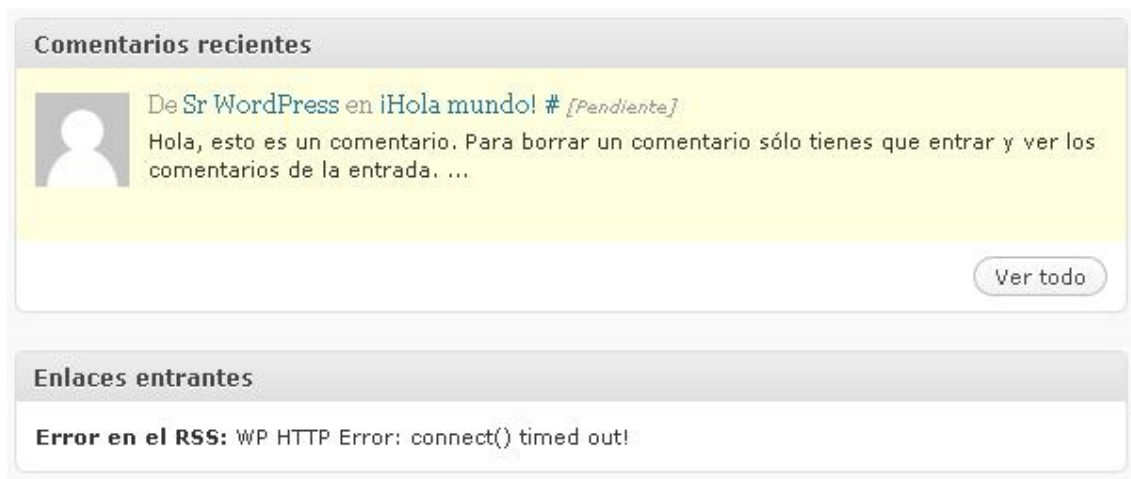 Comentarios recientes
De Sr WordPress en ¡Hola mundo! # [Pendiente]
Hola, esto es un comentario. Para borrar un comentario sólo tienes que entrar y ver los
comentarios de la entrada. ...
Ver todo
Enlaces entrantes
Error en el RSS: WP HTTP Error: connect() timed out!